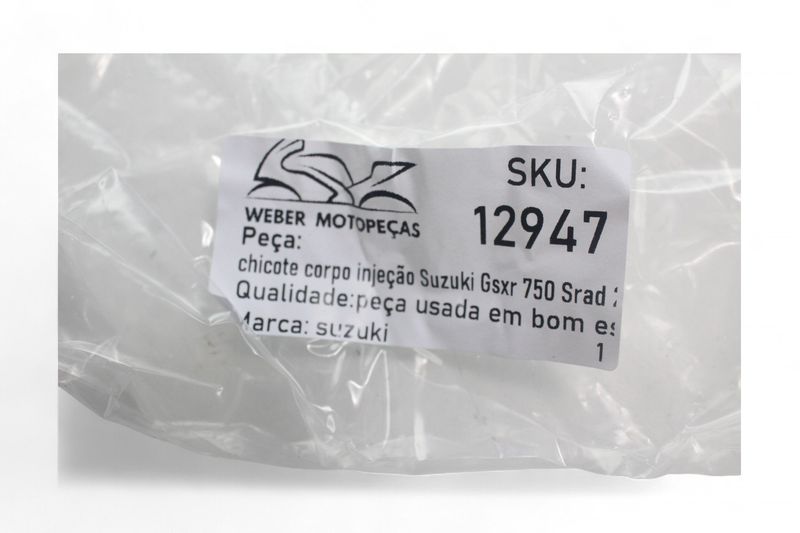 WEBER MOTOPEÇAS
SKU:
12947
Peça:
chicote corpo injeção Suzuki Gsxr 750 Srad
Qualidade:peça usada em bom es
Marca: suzuki
1